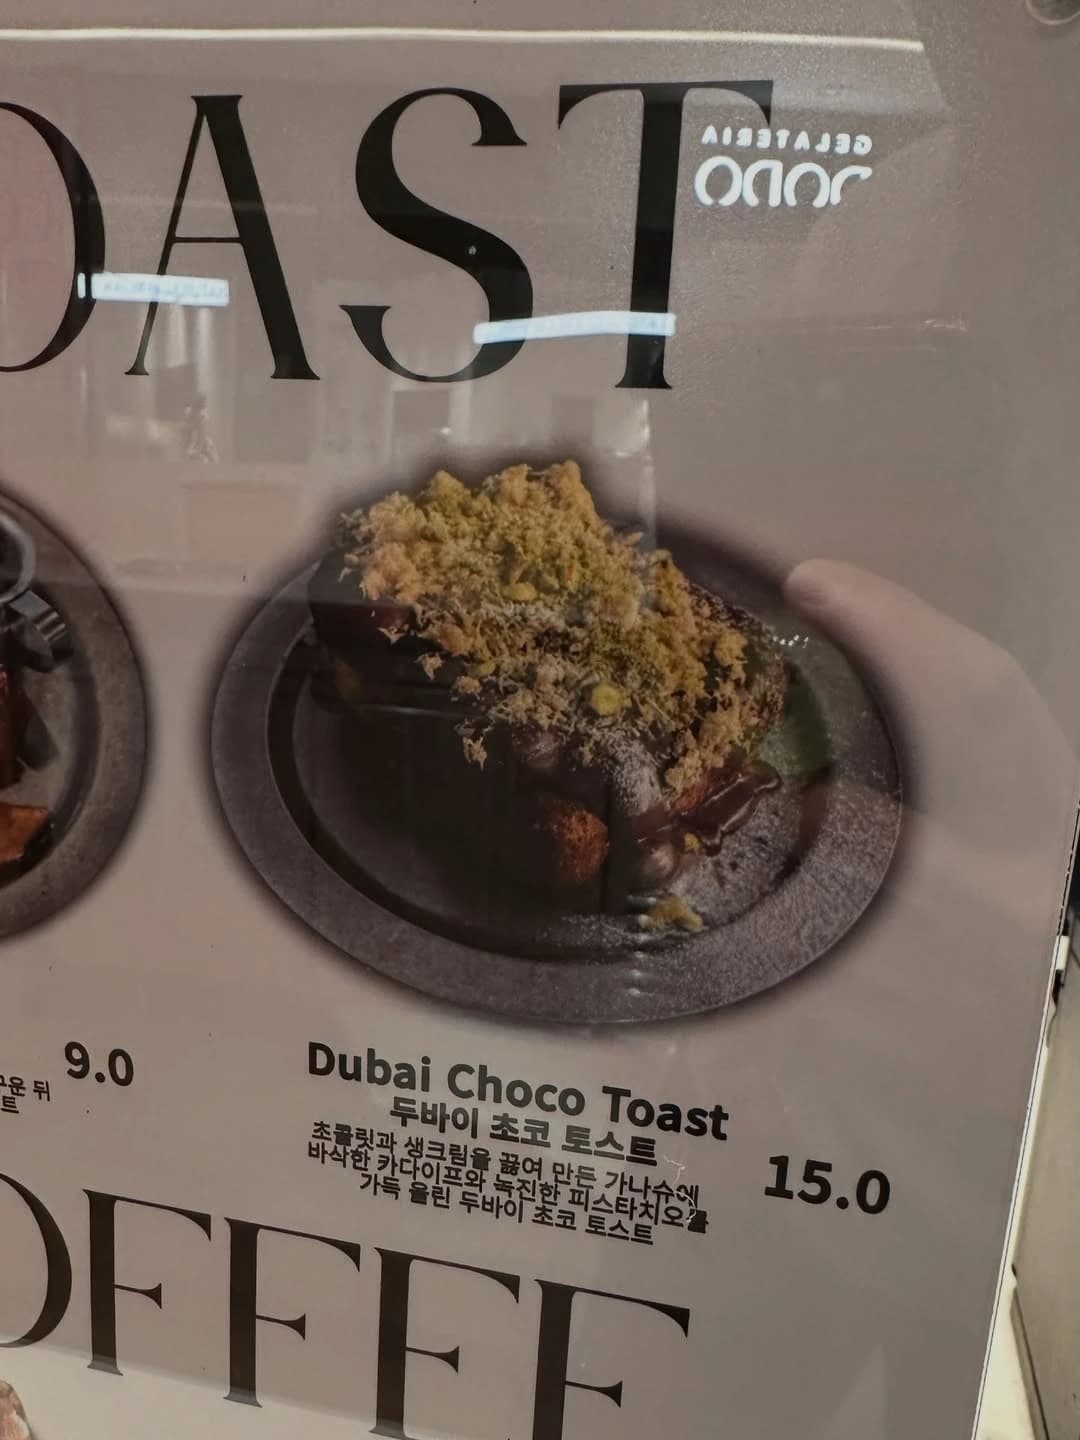 OAST
GELATERIA
9.0
Dubai Choco Toast
두바이 초코 토스트
초콜릿과 생크림을 끓여 만든 가나슈에
바삭한 카다이프와 녹진한 피스타치오를
가득 올린 두바이 초코 토스트
15.0
OFFEE